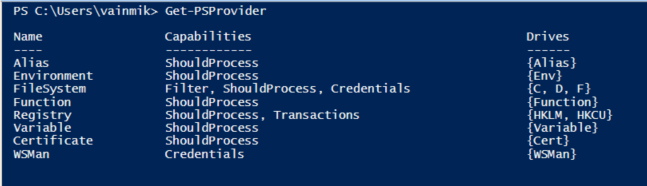 PS C:\Users\vainmik> Get-PSProvider
Name Capabilities Drives
---- ------------ ------
Alias ShouldProcess {Alias}
Environment ShouldProcess {Env}
FileSystem Filter, ShouldProcess, Credentials {C, D, F}
Function ShouldProcess {Function}
Registry ShouldProcess, Transactions {HKLM, HKCU}
Variable ShouldProcess {Variable}
Certificate ShouldProcess {Cert}
WSMan Credentials {WSMan}